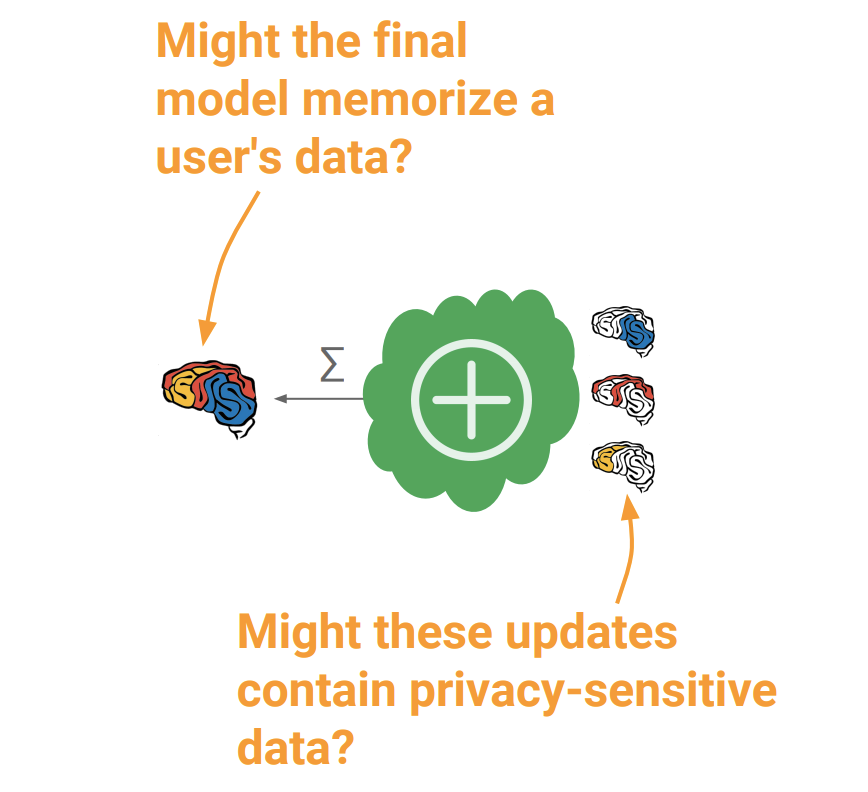 Might the final
model memorize a
user's data?
Σ
Might these updates
contain privacy-sensitive
data?